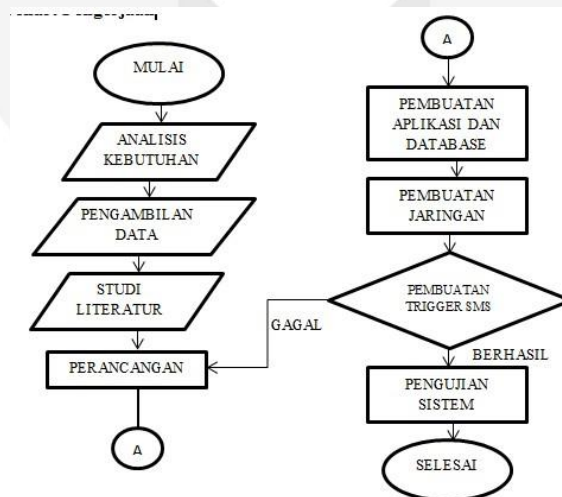 MULAI
ANALISIS
KEBUTUHAN
PENGAMBILAN
DATA
STUDI
LITERATUR
PERANCANGAN
A
A
PEMBUATAN
APLIKASI DAN
DATABASE
PEMBUATAN
JARINGAN
PEMBUATAN
TRIGGER SMS
GAGAL
BERHASIL
PENGUJIAN
SISTEM
SELESAI